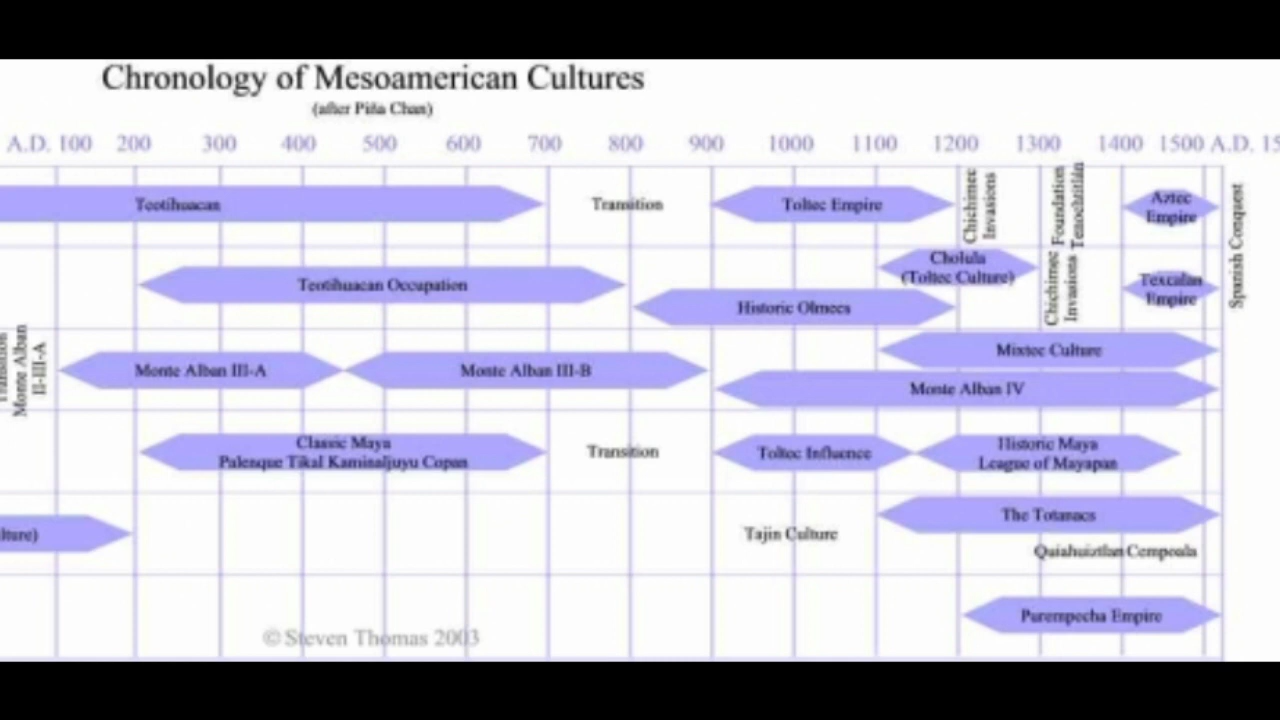 Chronology of Mesoamerican Cultures
(after Piña Chan)
A.D. 100 200 300 400 500 600 700 800 900 1000 1100 1200 1300 1400 1500 A.D. 15
Teotihuacan
Transition
Toltec Empire
Chichimec
Invasions
Foundation
Tenochtitlán
Aztec
Empire
Spanish Conquest
Teotihuacan Occupation
Cholula
(Toltec Culture)
Historic Olmecs
Chichimec
Invasions
Texcalan
Empire
Transition
Monte Alban
II-III-A
Monte Alban III-A
Monte Alban III-B
Mixtec Culture
Monte Alban IV
Classic Maya
Palenque Tikal Kaminaljuyu Copan
Transition
Toltec Influence
Historic Maya
League of Mayapan
lture)
Tajin Culture
The Totanacs
Quiahuiztlan Cempoala
Purempecha Empire
© Steven Thomas 2003